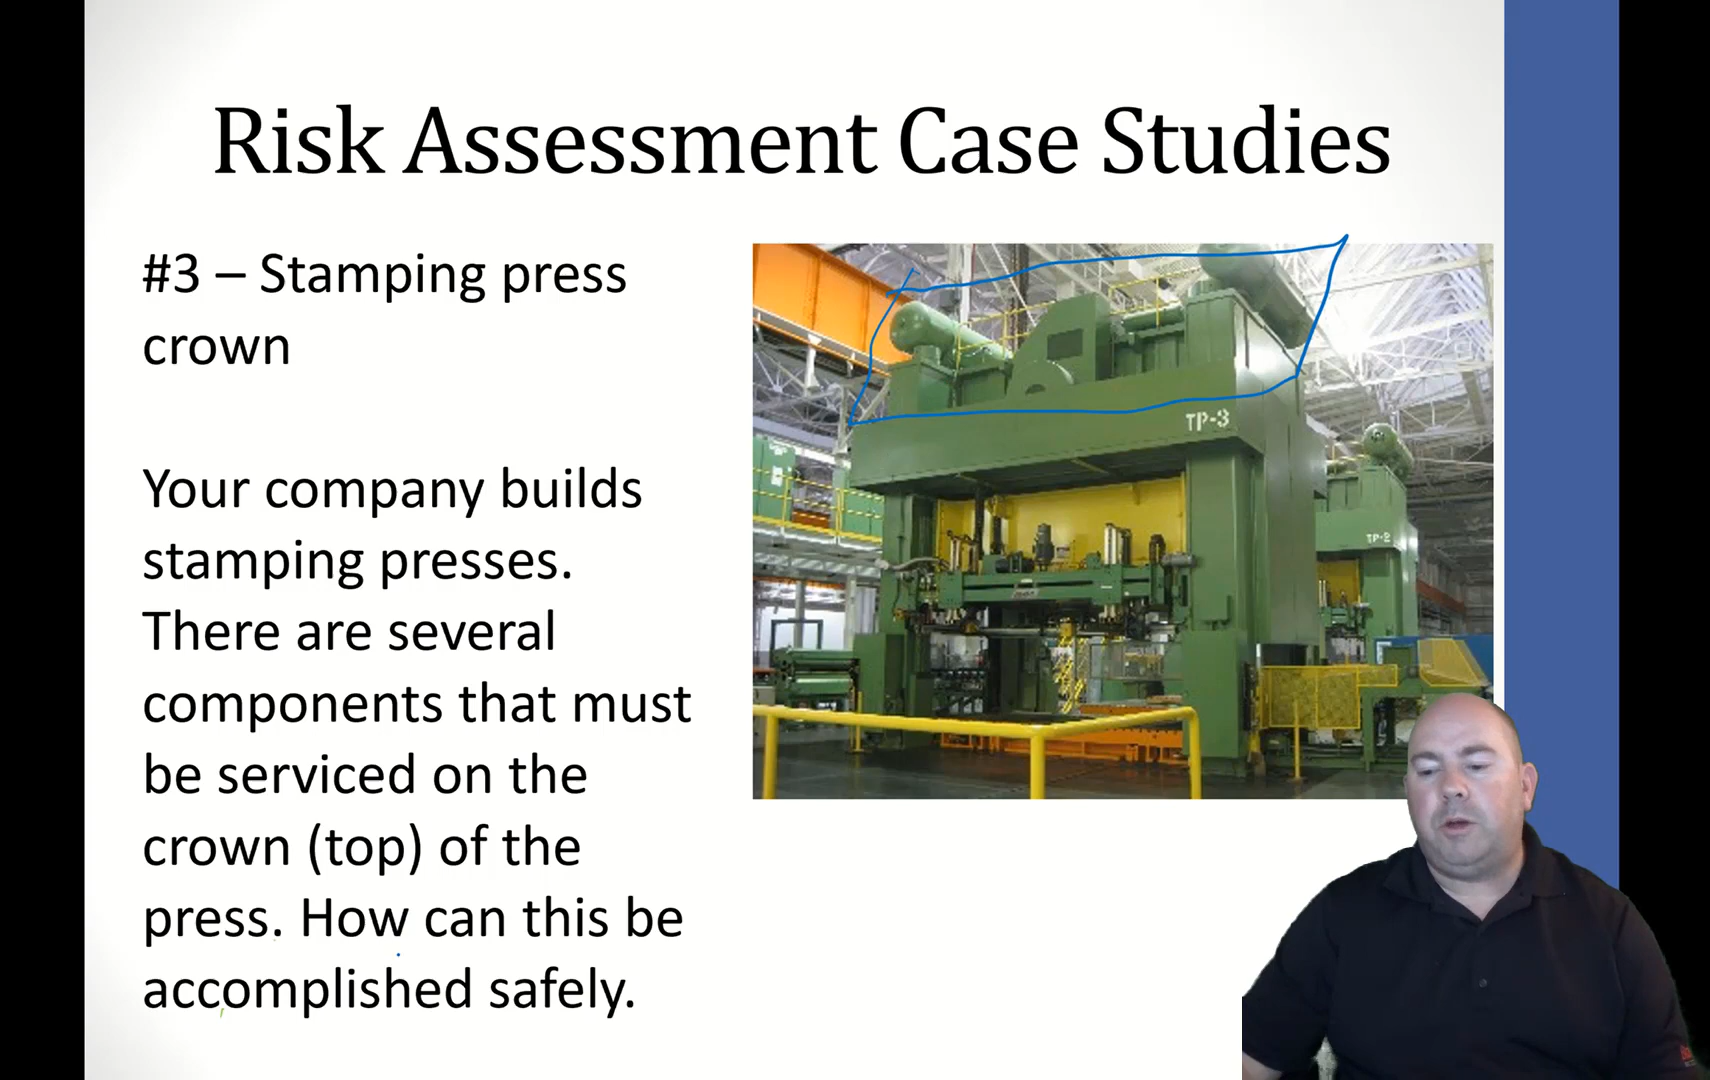 Risk Assessment Case Studies
#3 – Stamping press
crown
Your company builds
stamping presses.
There are several
components that must
be serviced on the
crown (top) of the
press. How can this be
accomplished safely.
TP-3
TP-2